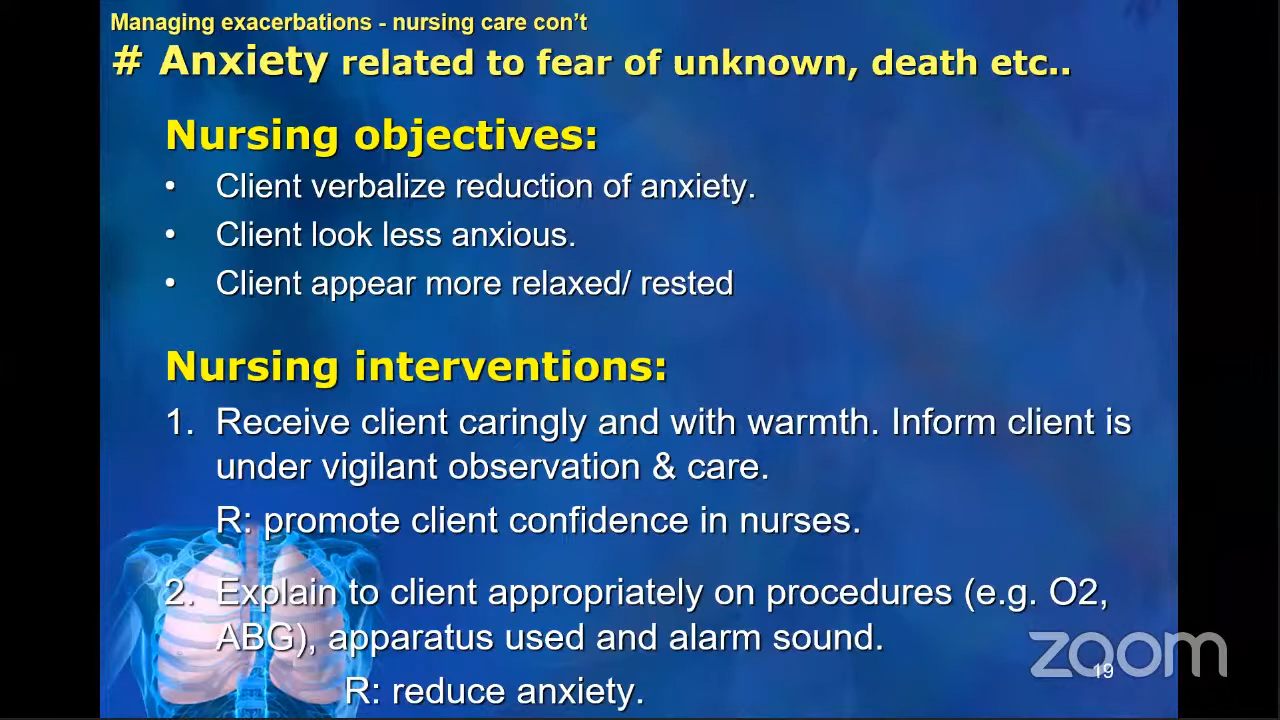 Managing exacerbations - nursing care con't
# Anxiety related to fear of unknown, death etc..
Nursing objectives:
• Client verbalize reduction of anxiety.
• Client look less anxious.
• Client appear more relaxed/ rested
Nursing interventions:
1. Receive client caringly and with warmth. Inform client is
under vigilant observation & care.
R: promote client confidence in nurses.
2. Explain to client appropriately on procedures (e.g. O2,
ABG), apparatus used and alarm sound.
R: reduce anxiety.
zoom
19